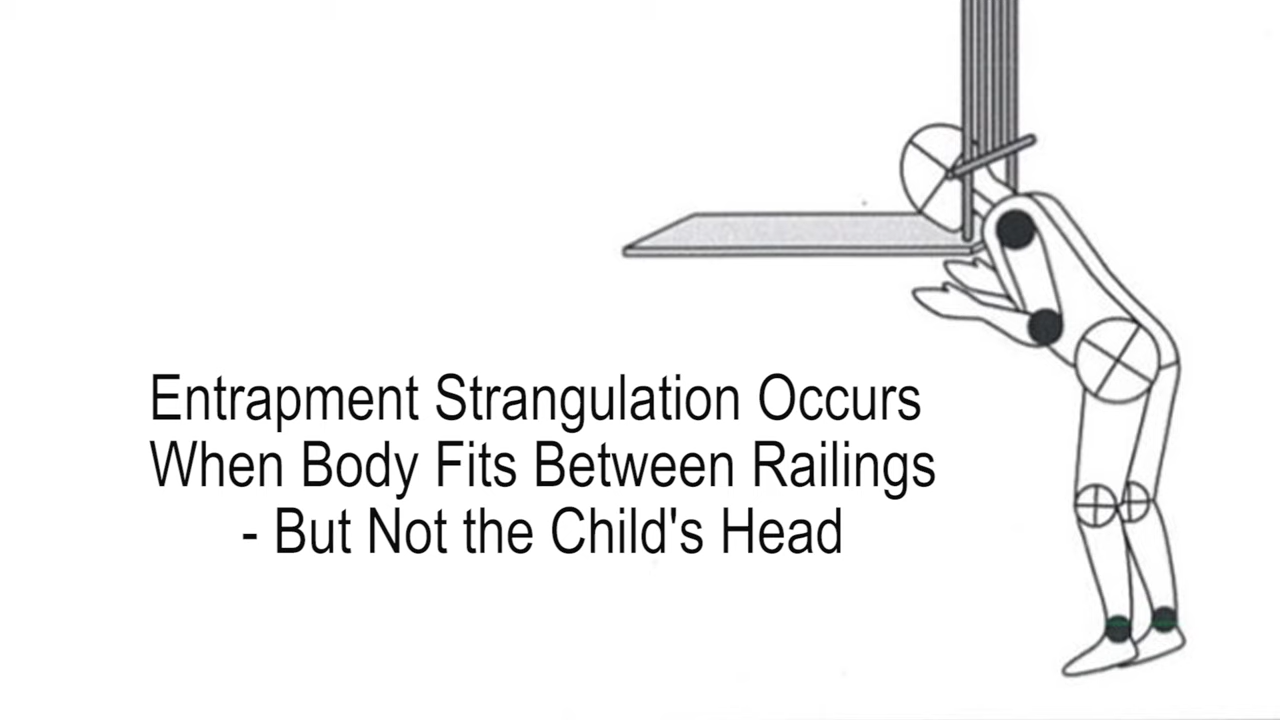 Entrapment Strangulation Occurs
When Body Fits Between Railings
- But Not the Child's Head